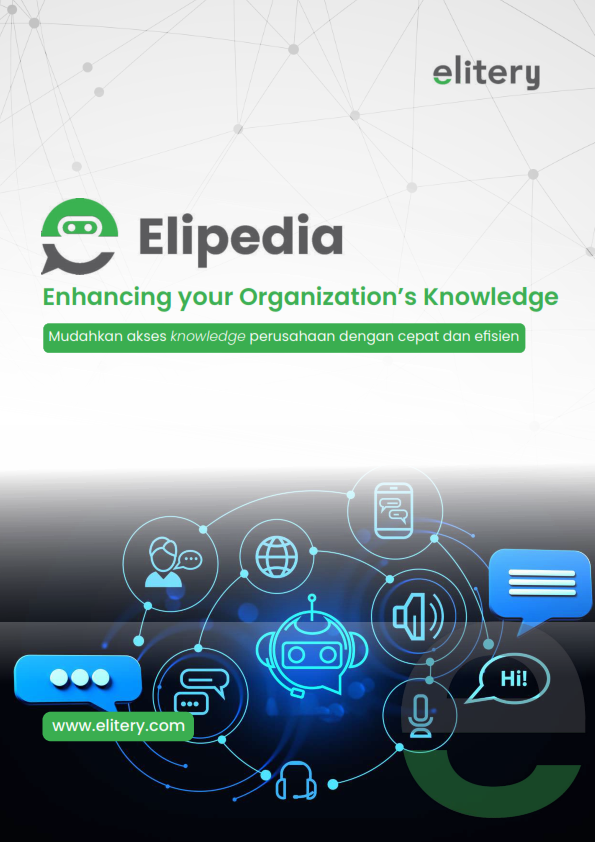 elitery
Elipedia
Enhancing your Organization's Knowledge
Mudahkan akses knowledge perusahaan dengan cepat dan efisien
Hi!
www.elitery.com